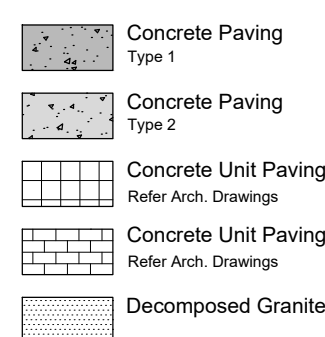 Concrete Paving
Type 1
Concrete Paving
Type 2
Concrete Unit Paving
Refer Arch. Drawings
Concrete Unit Paving
Refer Arch. Drawings
Decomposed Granite